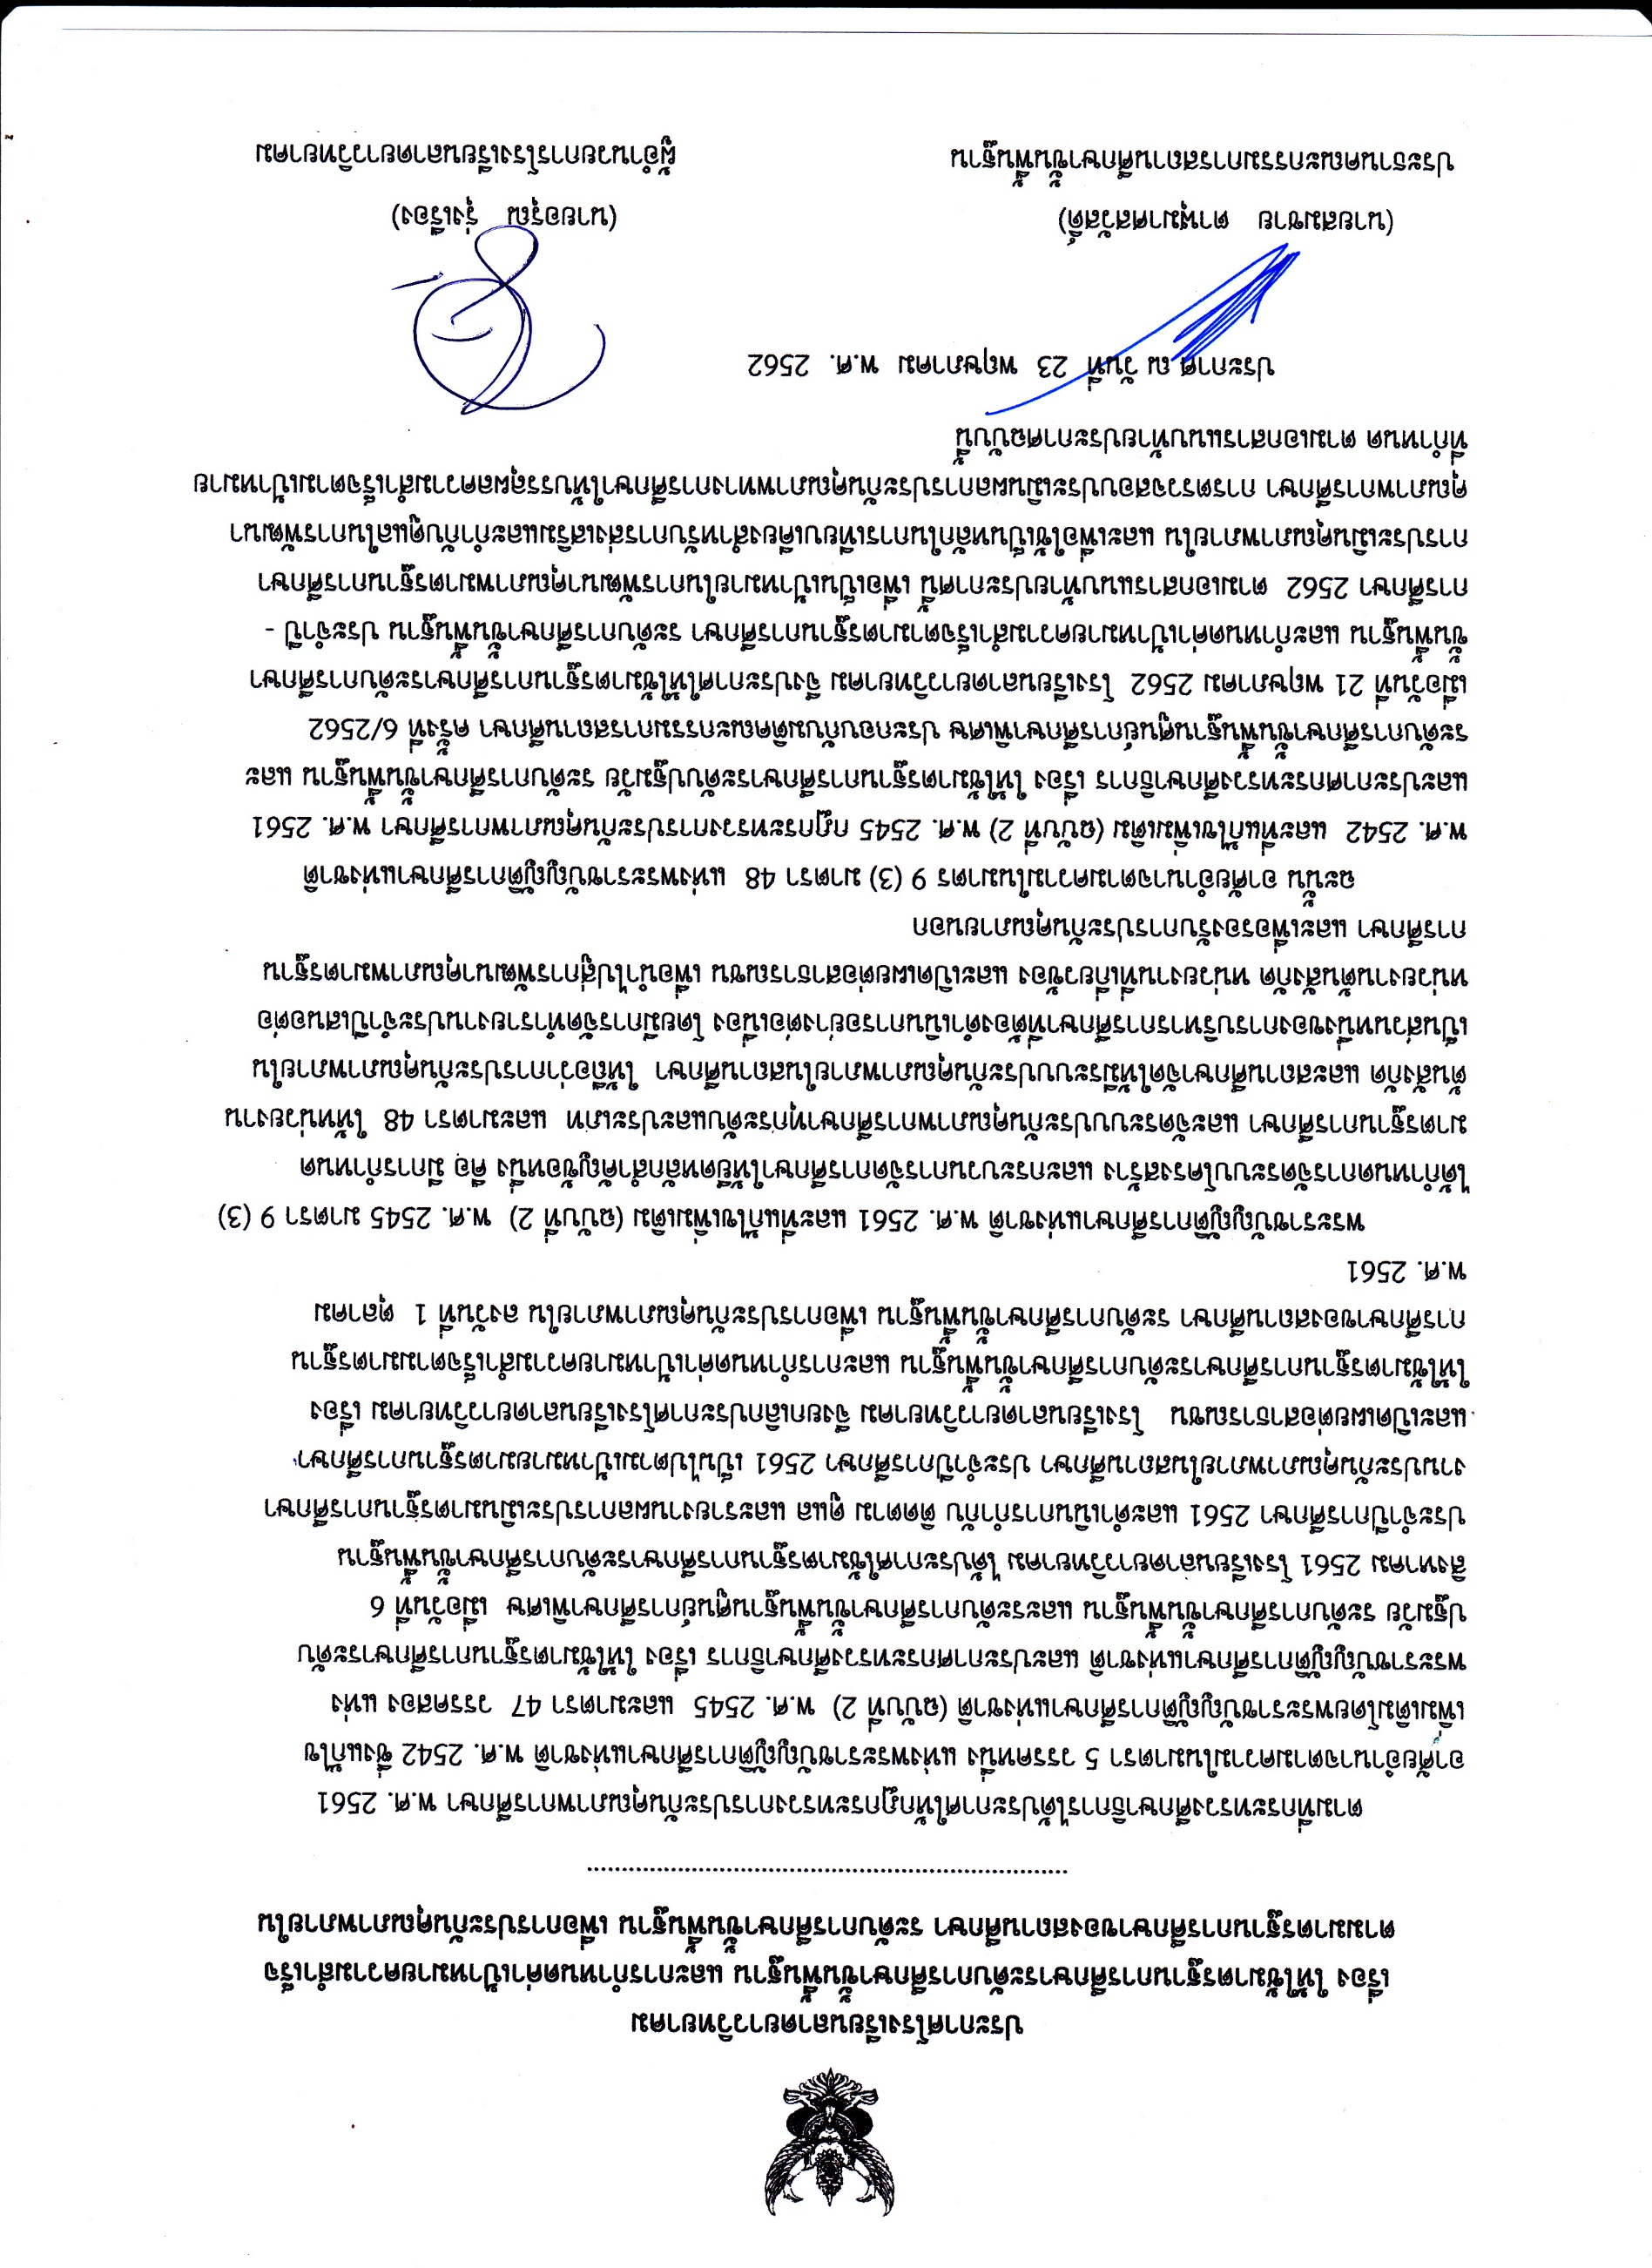 ประกาศโรงเรียนลาดยาววิทยาคม
เรื่อง ให้ใช้มาตรฐานการศึกษาระดับการศึกษาขั้นพื้นฐาน และการกำหนดค่าเป้าหมายความสำเร็จ
ตามมาตรฐานการศึกษาของสถานศึกษา ระดับการศึกษาขั้นพื้นฐาน เพื่อการประกันคุณภาพภายใน
.....................................................................
ตามที่กระทรวงศึกษาธิการได้ประกาศให้กฎกระทรวงการประกันคุณภาพการศึกษา พ.ศ. 2561
อาศัยอำนาจตามความในมาตรา 5 วรรคหนึ่ง แห่งพระราชบัญญัติการศึกษาแห่งชาติ พ.ศ. 2542 ซึ่งแก้ไข
เพิ่มเติมโดยพระราชบัญญัติการศึกษาแห่งชาติ (ฉบับที่ 2) พ.ศ. 2545 และมาตรา 47 วรรคสอง แห่ง
พระราชบัญญัติการศึกษาแห่งชาติ และประกาศกระทรวงศึกษาธิการ เรื่อง ให้ใช้มาตรฐานการศึกษาระดับ
ปฐมวัย ระดับการศึกษาขั้นพื้นฐาน และระดับการศึกษาขั้นพื้นฐานศูนย์การศึกษาพิเศษ เมื่อวันที่ 6
สิงหาคม 2561 โรงเรียนลาดยาววิทยาคม ได้ประกาศใช้มาตรฐานการศึกษาระดับการศึกษาขั้นพื้นฐาน
ประจำปีการศึกษา 2561 และดำเนินการกำกับ ติดตาม ดูแล และรายงานผลการประเมินมาตรฐานการศึกษา
งานประกันคุณภาพภายในสถานศึกษา ประจำปีการศึกษา 2561 เป็นไปตามเป้าหมายมาตรฐานการศึกษา
และเปิดเผยต่อสาธารณชน โรงเรียนลาดยาววิทยาคม จึงยกเลิกประกาศโรงเรียนลาดยาววิทยาคม เรื่อง
ให้ใช้มาตรฐานการศึกษาระดับการศึกษาขั้นพื้นฐาน และการกำหนดค่าเป้าหมายความสำเร็จตามมาตรฐาน
การศึกษาของสถานศึกษา ระดับการศึกษาขั้นพื้นฐาน เพื่อการประกันคุณภาพภายใน ลงวันที่ 1 ตุลาคม
พ.ศ. 2561
พระราชบัญญัติการศึกษาแห่งชาติ พ.ศ. 2561 และที่แก้ไขเพิ่มเติม (ฉบับที่ 2) พ.ศ. 2545 มาตรา 9 (3)
ได้กำหนดการจัดระบบโครงสร้าง และกระบวนการจัดการศึกษาให้ยึดหลักสำคัญข้อหนึ่ง คือ มีการกำหนด
มาตรฐานการศึกษา และจัดระบบประกันคุณภาพการศึกษาทุกระดับและประเภท และมาตรา 48 ให้หน่วยงาน
ต้นสังกัด และสถานศึกษาจัดให้มีระบบประกันคุณภาพภายในสถานศึกษา ให้ถือว่าการประกันคุณภาพภายใน
เป็นส่วนหนึ่งของการบริหารการศึกษาที่ต้องดำเนินการอย่างต่อเนื่อง โดยมีการจัดทำรายงานประจำปีเสนอต่อ
หน่วยงานต้นสังกัด หน่วยงานที่เกี่ยวข้อง และเปิดเผยต่อสาธารณชน เพื่อนำไปสู่การพัฒนาคุณภาพมาตรฐาน
การศึกษา และเพื่อรองรับการประกันคุณภายนอก
ฉะนั้น อาศัยอำนาจตามความในมาตร 9 (3) มาตรา 48 แห่งพระราชบัญญัติการศึกษาแห่งชาติ
พ.ศ. 2542 และที่แก้ไขเพิ่มเติม (ฉบับที่ 2) พ.ศ. 2545 กฎกระทรวงการประกันคุณภาพการศึกษา พ.ศ. 2561
และประกาศกระทรวงศึกษาธิการ เรื่อง ให้ใช้มาตรฐานการศึกษาระดับปฐมวัย ระดับการศึกษาขั้นพื้นฐาน และ
ระดับการศึกษาขั้นพื้นฐานศูนย์การศึกษาพิเศษ ประกอบกับมติคณะกรรมการสถานศึกษา ครั้งที่ 6/2562
เมื่อวันที่ 21 พฤษภาคม 2562 โรงเรียนลาดยาววิทยาคม จึงประกาศให้ใช้มาตรฐานการศึกษาระดับการศึกษา
ขั้นพื้นฐาน และกำหนดค่าเป้าหมายความสำเร็จตามมาตรฐานการศึกษา ระดับการศึกษาขั้นพื้นฐาน ประจำปี -
การศึกษา 2562 ตามเอกสารแนบท้ายประกาศนี้ เพื่อเป็นเป้าหมายในการพัฒนาคุณภาพมาตรฐานการศึกษา
การประเมินคุณภาพภายใน และเพื่อใช้เป็นหลักในการเทียบเคียงสำหรับการส่งเสริมและกำกับดูแลในการพัฒนา
คุณภาพการศึกษา การตรวจสอบประเมินผลการประกันคุณภาพทางการศึกษาให้บรรลุผลความสำเร็จตามเป้าหมาย
ที่กำหนด ตามเอกสารแนบท้ายประกาศฉบับนี้
ประกาศ ณ วันที่ 23 พฤษภาคม พ.ศ. 2562
(นายสมชาย ตานุมาศสวัสดิ์) (นายอรุณ รุ่งเรือง)
ประธานคณะกรรมการสถานศึกษาขั้นพื้นฐาน ผู้อำนวยการโรงเรียนลาดยาววิทยาคม